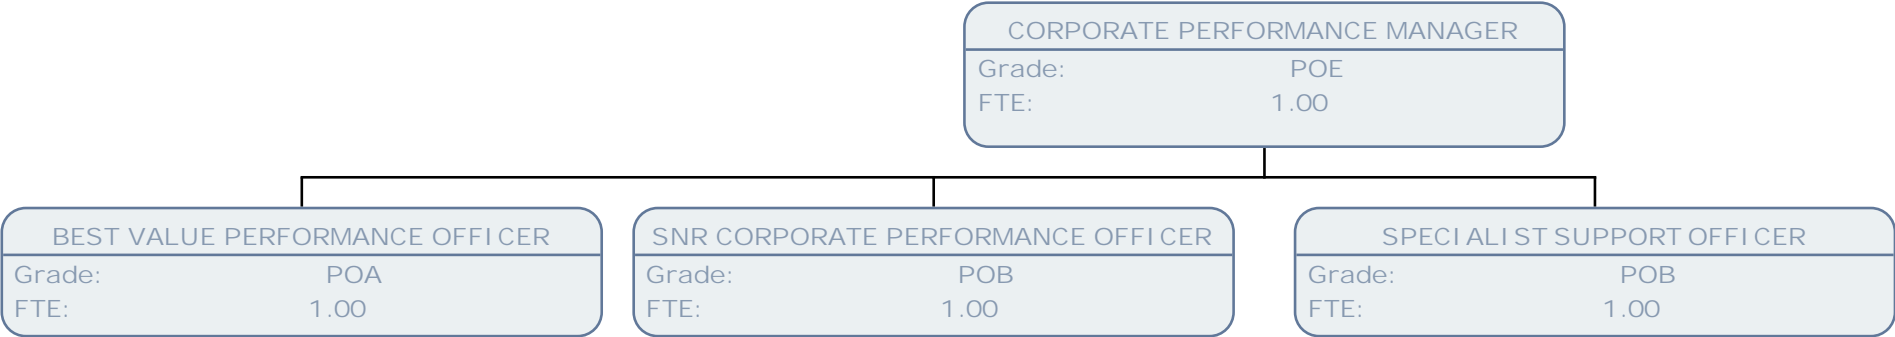 CORPORATE PERFORMANCE MANAGER
Grade: POE
FTE: 1.00
BEST VALUE PERFORMANCE OFFICER
Grade: POA
FTE: 1.00
SNR CORPORATE PERFORMANCE OFFICER
Grade: POB
FTE: 1.00
SPECIALIST SUPPORT OFFICER
Grade: POB
FTE: 1.00